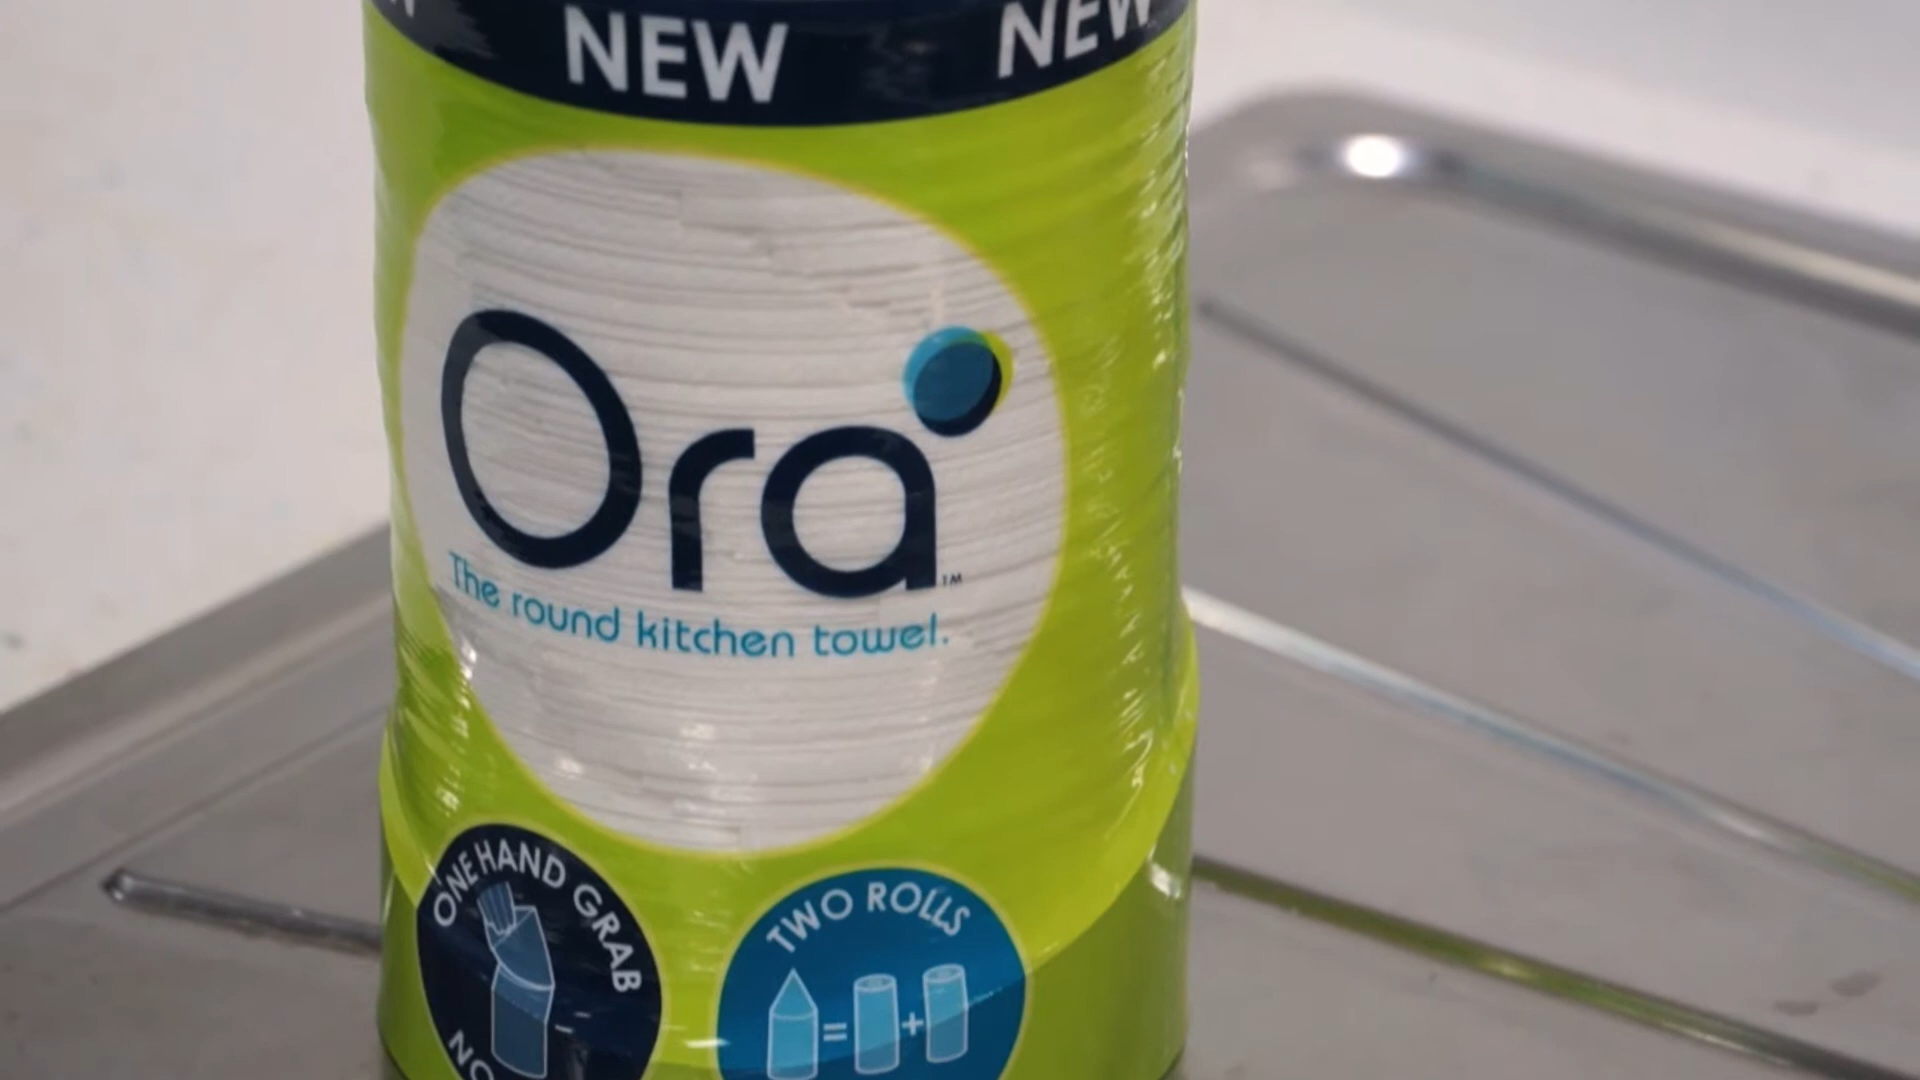 NEW
NEW
Ora
TM
The round kitchen towel.
ONE HAND GRAB
TWO ROLLS
= +